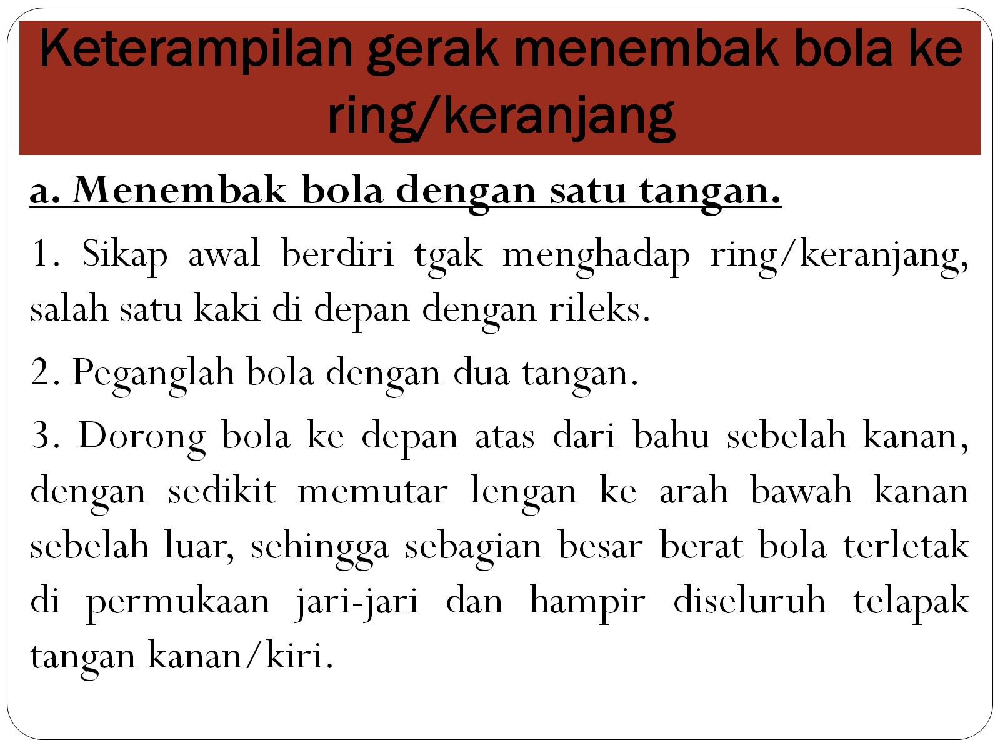 Keterampilan gerak menembak bola ke
ring/keranjang
a. Menembak bola dengan satu tangan.
1. Sikap awal berdiri tgak menghadap ring/keranjang,
salah satu kaki di depan dengan rileks.
2. Peganglah bola dengan dua tangan.
3. Dorong bola ke depan atas dari bahu sebelah kanan,
dengan sedikit memutar lengan ke arah bawah kanan
sebelah luar, sehingga sebagian besar berat bola terletak
di permukaan jari-jari dan hampir diseluruh telapak
tangan kanan/kiri.